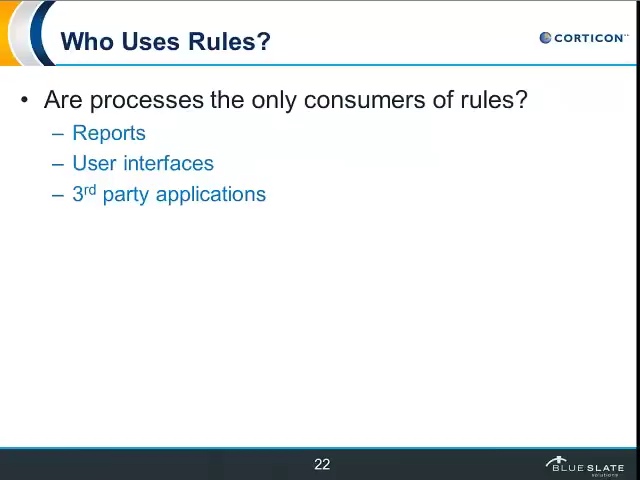 Who Uses Rules?
CORTICON
• Are processes the only consumers of rules?
– Reports
– User interfaces
– 3rd party applications
22
BLUE SLATE
solutions